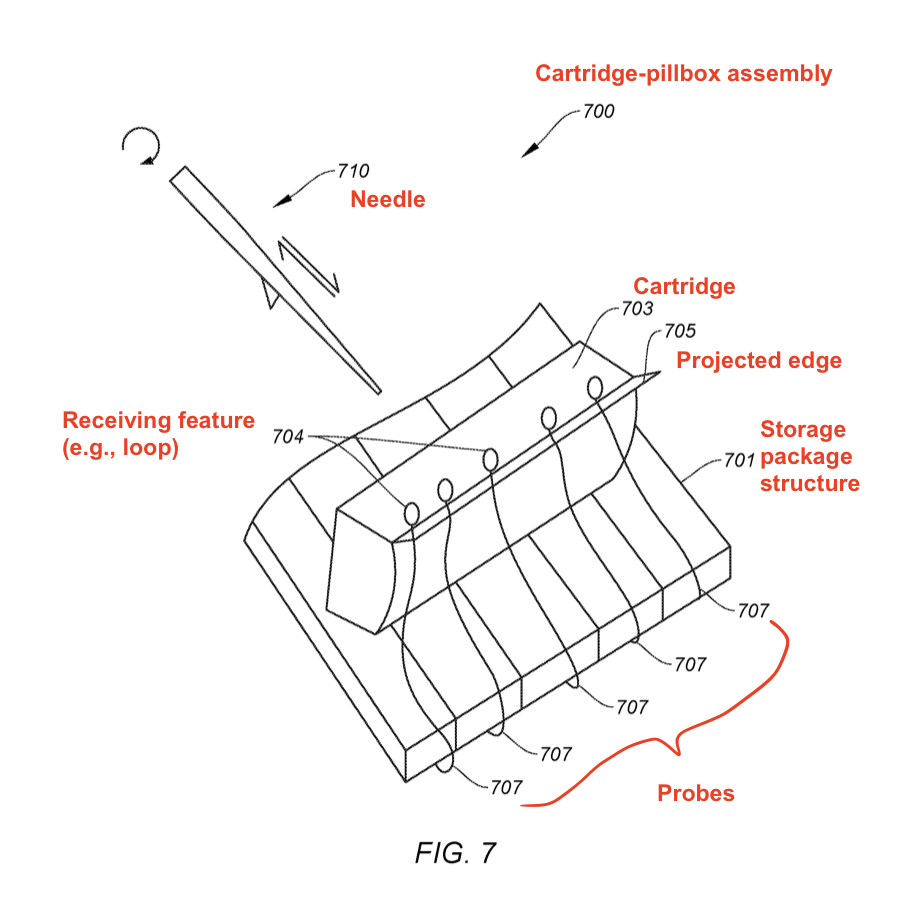 Cartridge-pillbox assembly
700
710
Needle
Cartridge
703
705
Projected edge
Receiving feature
(e.g., loop)
704
Storage
package
structure
701
707
707
707
707
707
Probes
FIG. 7